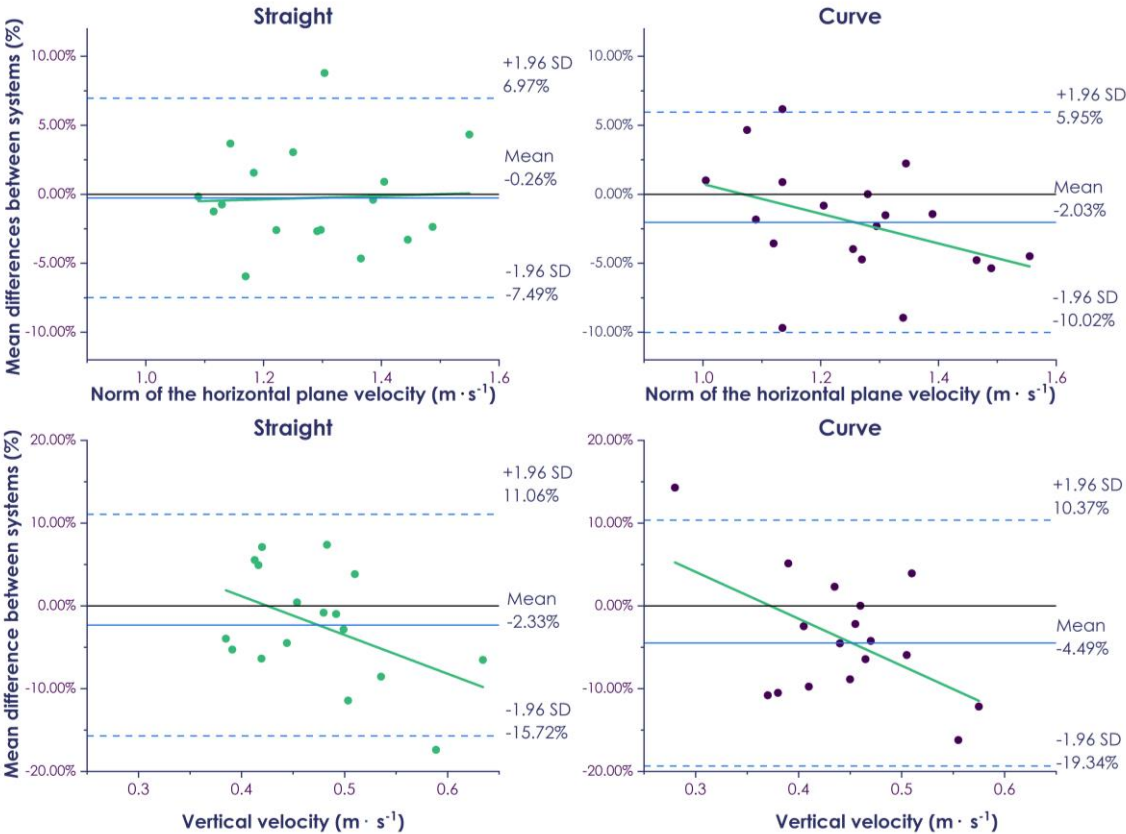 Straight
Mean differences between systems (%)
10.00%
5.00%
0.00%
-5.00%
-10.00%
+1.96 SD
6.97%
Mean
-0.26%
-1.96 SD
-7.49%
1.0
1.2
1.4
1.6
Norm of the horizontal plane velocity (m · s⁻¹)
Curve
10.00%
5.00%
0.00%
-5.00%
-10.00%
+1.96 SD
5.95%
Mean
-2.03%
-1.96 SD
-10.02%
1.0
1.2
1.4
1.6
Norm of the horizontal plane velocity (m · s⁻¹)
Straight
Mean difference between systems (%)
20.00%
10.00%
0.00%
-10.00%
-20.00%
+1.96 SD
11.06%
Mean
-2.33%
-1.96 SD
-15.72%
0.3
0.4
0.5
0.6
Vertical velocity (m · s⁻¹)
Curve
20.00%
10.00%
0.00%
-10.00%
-20.00%
+1.96 SD
10.37%
Mean
-4.49%
-1.96 SD
-19.34%
0.3
0.4
0.5
0.6
Vertical velocity (m · s⁻¹)